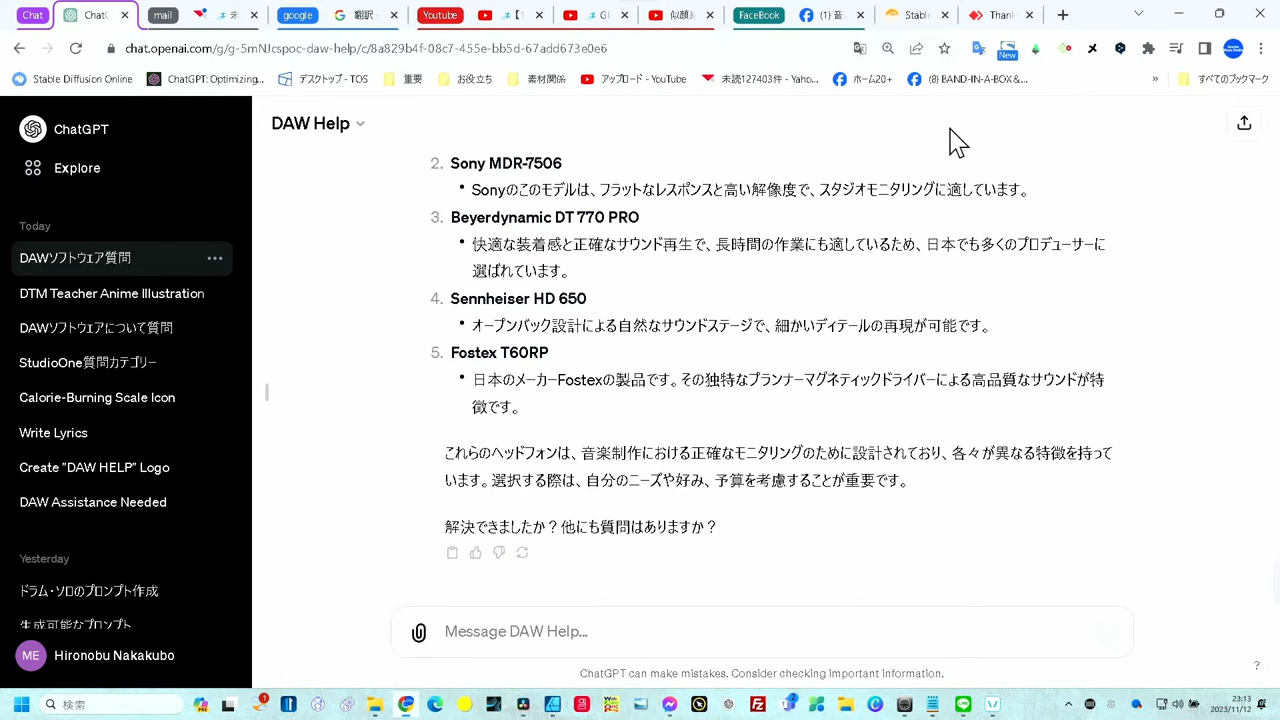 Chat
ChatG
mail
未
google
翻訳 -
Youtube
【1
似顔絵
FaceBook
(1) 音
Stabl
Thank
chat.openai.com/g/g-5mNJcspoc-daw-help/c/8a829b4f-08c7-455e-bb5d-67add673e0e6
New
Stable Diffusion Online
ChatGPT: Optimizing...
デスクトップ - TOS
重要
お役立ち
素材関係
アップロード - YouTube
未読127403件 - Yaho...
ホーム20+
(8) BAND-IN-A-BOX &...
»
すべてのブックマーク
ChatGPT
Explore
Today
DAWソフトウェア質問
DTM Teacher Anime Illustration
DAWソフトウェアについて質問
StudioOne質問カテゴリー
Calorie-Burning Scale Icon
Write Lyrics
Create "DAW HELP" Logo
DAW Assistance Needed
Yesterday
ドラム・ソロのプロンプト作成
生成可能なプロンプト
ME
Hironobu Nakakubo
DAW Help
2. Sony MDR-7506
• Sonyのこのモデルは、フラットなレスポンスと高い解像度で、スタジオモニタリングに適しています。
3. Beyerdynamic DT 770 PRO
• 快適な装着感と正確なサウンド再生で、長時間の作業にも適しているため、日本でも多くのプロデューサーに
選ばれています。
4. Sennheiser HD 650
• オープンバック設計による自然なサウンドステージで、細かいディテールの再現が可能です。
5. Fostex T60RP
• 日本のメーカーFostexの製品です。その独特なプランナーマグネティックドライバーによる高品質なサウンドが特
徴です。
これらのヘッドフォンは、音楽制作における正確なモニタリングのために設計されており、各々が異なる特徴を持って
います。選択する際は、自分のニーズや好み、予算を考慮することが重要です。
解決できましたか？他にも質問はありますか？
Message DAW Help...
ChatGPT can make mistakes. Consider checking important information.
?
検索
23:13
2023/11/12